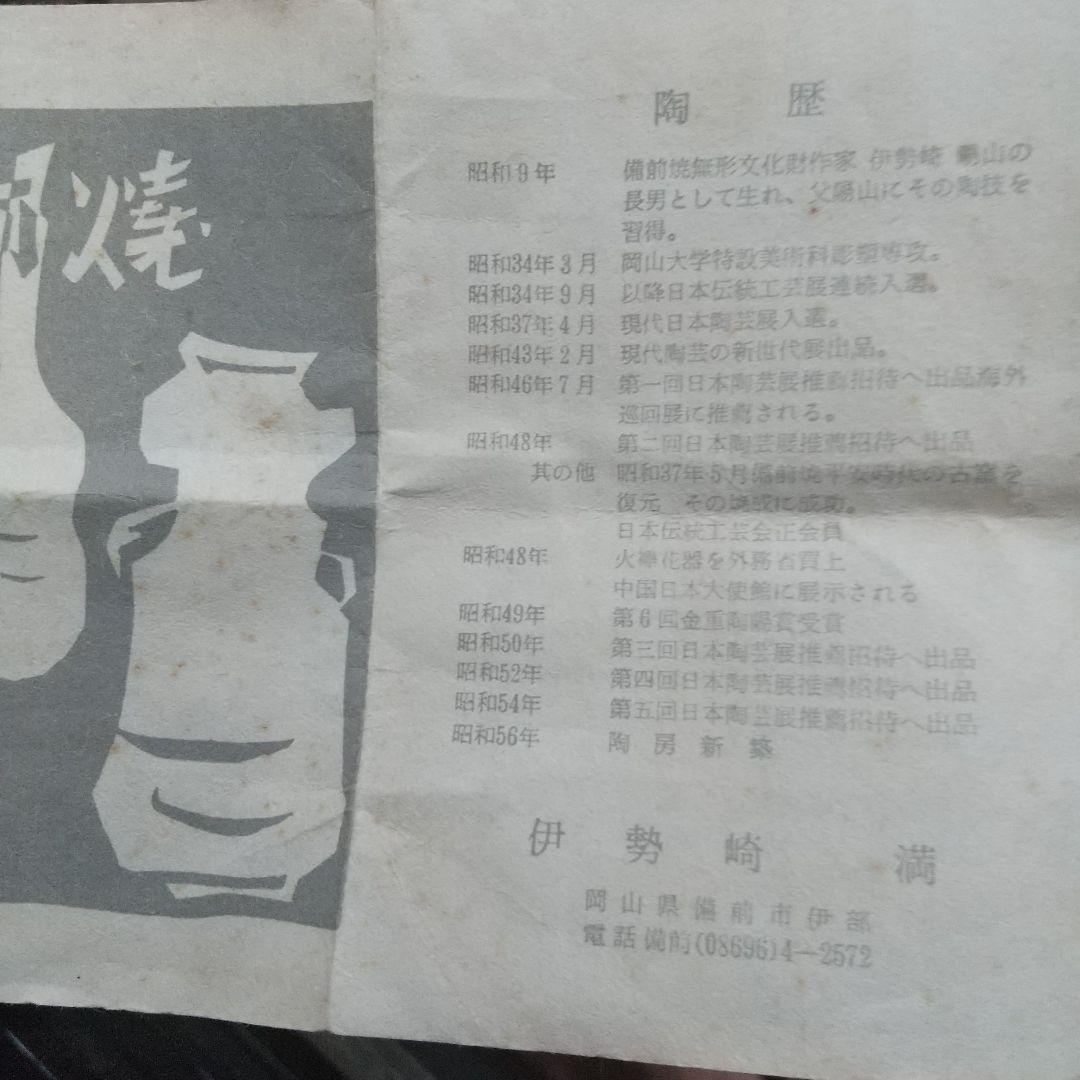 焼
陶歴
昭和9年 備前焼無形文化財作家 伊勢崎 陽山の
長男として生れ、父陽山にその陶技を
習得。
昭和34年3月 岡山大学特設美術科彫塑専攻。
昭和34年9月 以降日本伝統工芸展連続入選。
昭和37年4月 現代日本陶芸展入選。
昭和43年2月 現代陶芸の新世代展出品。
昭和46年7月 第一回日本陶芸展推薦招待へ出品海外
巡回展に推薦される。
昭和48年 第二回日本陶芸展推薦招待へ出品
其の他 昭和37年5月備前焼平安時代の古窯を
復元 その焼成に成功。
日本伝統工芸会正会員
昭和48年 火襷花器を外務省買上
中国日本大使館に展示される
昭和49年 第6回金重陶陽賞受賞
昭和50年 第三回日本陶芸展推薦招待へ出品
昭和52年 第四回日本陶芸展推薦招待へ出品
昭和54年 第五回日本陶芸展推薦招待へ出品
昭和56年 陶房新築
伊勢崎 満
岡山県備前市伊部
電話備前(08696)4-2572